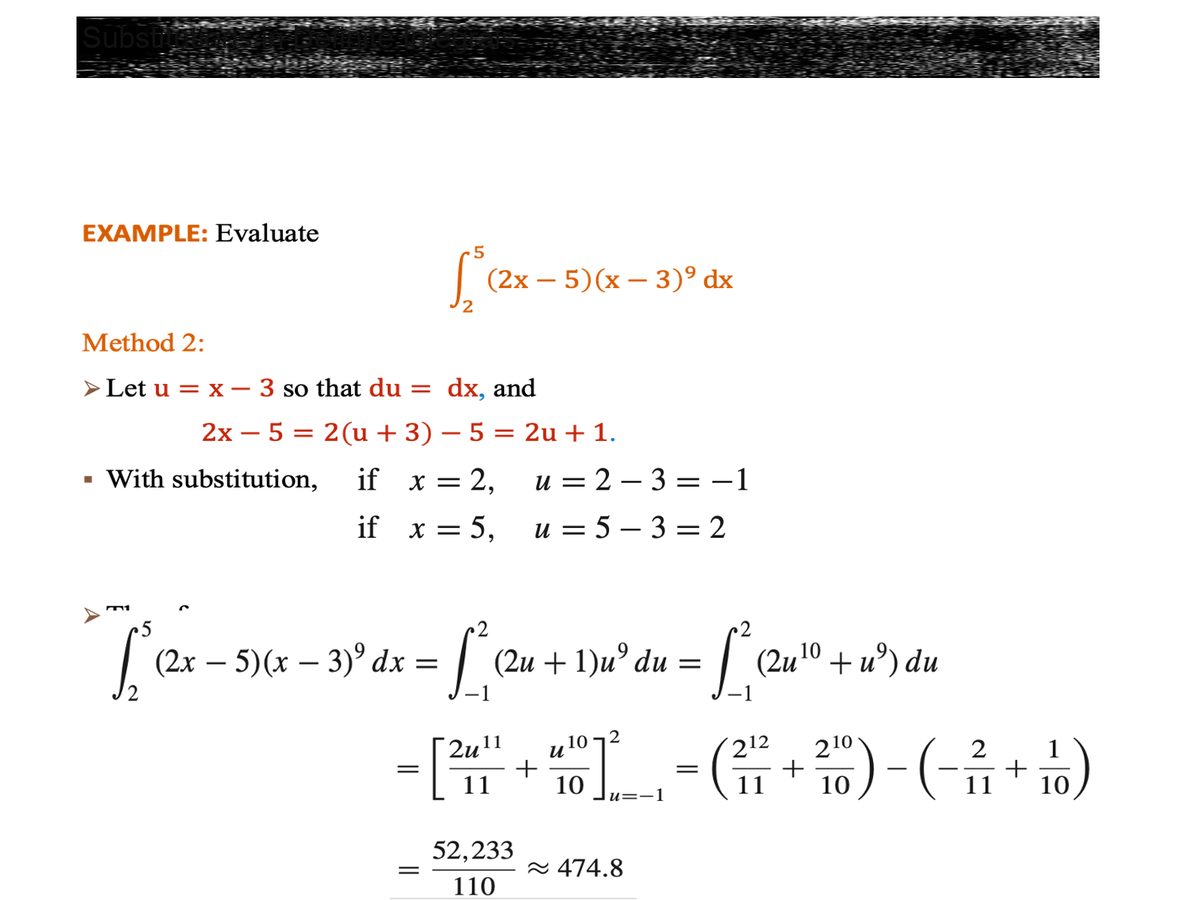 EXAMPLE: Evaluate
∫₂⁵ (2x − 5)(x − 3)⁹ dx
Method 2:
➢ Let u = x − 3 so that du = dx, and
2x − 5 = 2(u + 3) − 5 = 2u + 1.
▪ With substitution, if x = 2, u = 2 − 3 = −1
if x = 5, u = 5 − 3 = 2
∫₂⁵ (2x − 5)(x − 3)⁹ dx = ∫₋₁² (2u + 1)u⁹ du = ∫₋₁² (2u¹⁰ + u⁹) du
= [2u¹¹/11 + u¹⁰/10]²ᵤ₌₋₁ = (2¹²/11 + 2¹⁰/10) − (−2/11 + 1/10)
= 52,233/110 ≈ 474.8